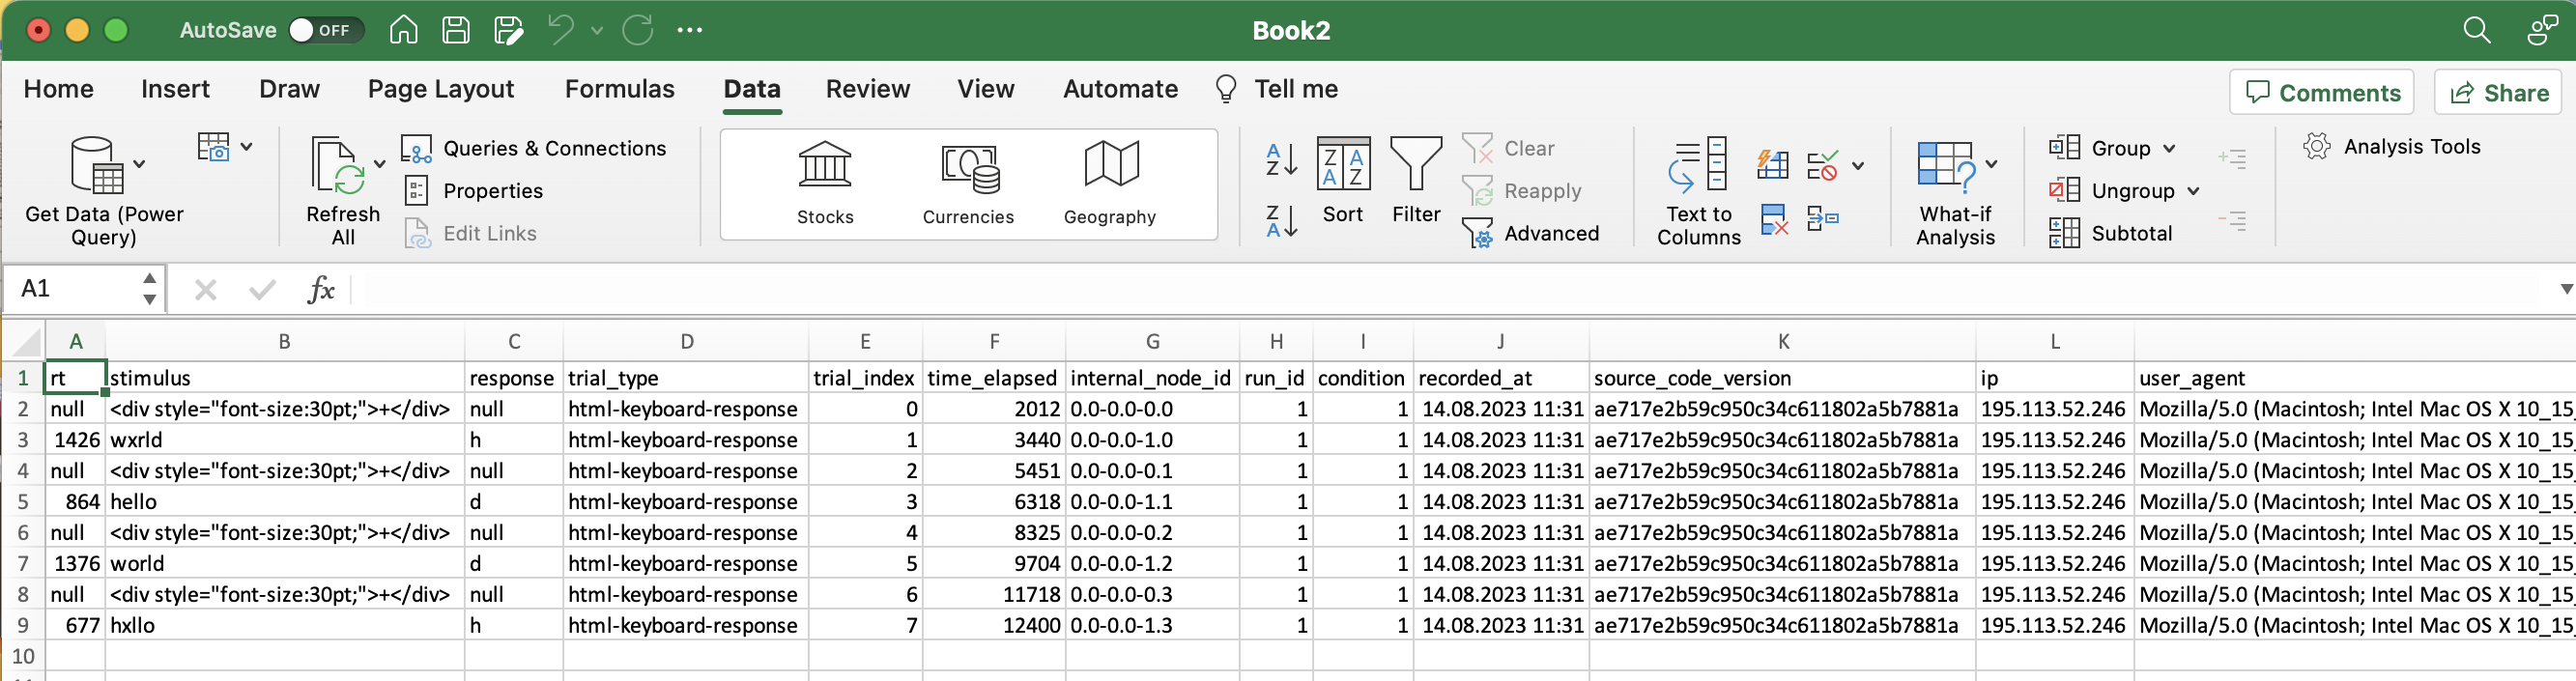 AutoSave OFF Book2
Home Insert Draw Page Layout Formulas Data Review View Automate Tell me Comments Share
Get Data (Power Query)
Refresh All
Queries & Connections
Properties
Edit Links
Stocks Currencies Geography
Sort Filter
Clear
Reapply
Advanced
Text to Columns
What-if Analysis
Group
Ungroup
Subtotal
Analysis Tools
A1 fx
A B C D E F G H I J K L
1 rt stimulus response trial_type trial_index time_elapsed internal_node_id run_id condition recorded_at source_code_version ip user_agent
2 null <div style="font-size:30pt;">+</div> null html-keyboard-response 0 2012 0.0-0.0-0.0 1 1 14.08.2023 11:31 ae717e2b59c950c34c611802a5b7881a 195.113.52.246 Mozilla/5.0 (Macintosh; Intel Mac OS X 10_15_
3 1426 wxrld h html-keyboard-response 1 3440 0.0-0.0-1.0 1 1 14.08.2023 11:31 ae717e2b59c950c34c611802a5b7881a 195.113.52.246 Mozilla/5.0 (Macintosh; Intel Mac OS X 10_15_
4 null <div style="font-size:30pt;">+</div> null html-keyboard-response 2 5451 0.0-0.0-0.1 1 1 14.08.2023 11:31 ae717e2b59c950c34c611802a5b7881a 195.113.52.246 Mozilla/5.0 (Macintosh; Intel Mac OS X 10_15_
5 864 hello d html-keyboard-response 3 6318 0.0-0.0-1.1 1 1 14.08.2023 11:31 ae717e2b59c950c34c611802a5b7881a 195.113.52.246 Mozilla/5.0 (Macintosh; Intel Mac OS X 10_15_
6 null <div style="font-size:30pt;">+</div> null html-keyboard-response 4 8325 0.0-0.0-0.2 1 1 14.08.2023 11:31 ae717e2b59c950c34c611802a5b7881a 195.113.52.246 Mozilla/5.0 (Macintosh; Intel Mac OS X 10_15_
7 1376 world d html-keyboard-response 5 9704 0.0-0.0-1.2 1 1 14.08.2023 11:31 ae717e2b59c950c34c611802a5b7881a 195.113.52.246 Mozilla/5.0 (Macintosh; Intel Mac OS X 10_15_
8 null <div style="font-size:30pt;">+</div> null html-keyboard-response 6 11718 0.0-0.0-0.3 1 1 14.08.2023 11:31 ae717e2b59c950c34c611802a5b7881a 195.113.52.246 Mozilla/5.0 (Macintosh; Intel Mac OS X 10_15_
9 677 hxllo h html-keyboard-response 7 12400 0.0-0.0-1.3 1 1 14.08.2023 11:31 ae717e2b59c950c34c611802a5b7881a 195.113.52.246 Mozilla/5.0 (Macintosh; Intel Mac OS X 10_15_
10